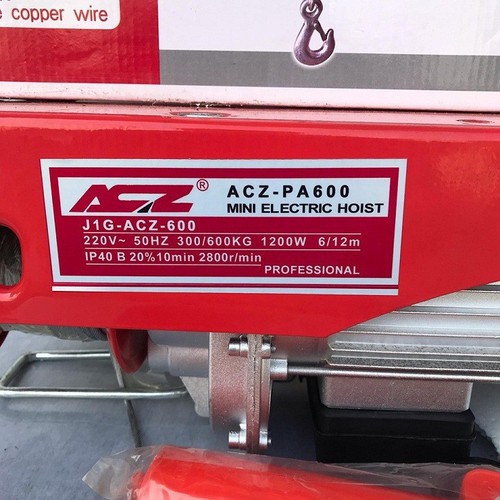 e copper wire
ACZ® ACZ-PA600
MINI ELECTRIC HOIST
J1G-ACZ-600
220V~ 50HZ 300/600KG 1200W 6/12m
IP40 B 20%10min 2800r/min
PROFESSIONAL